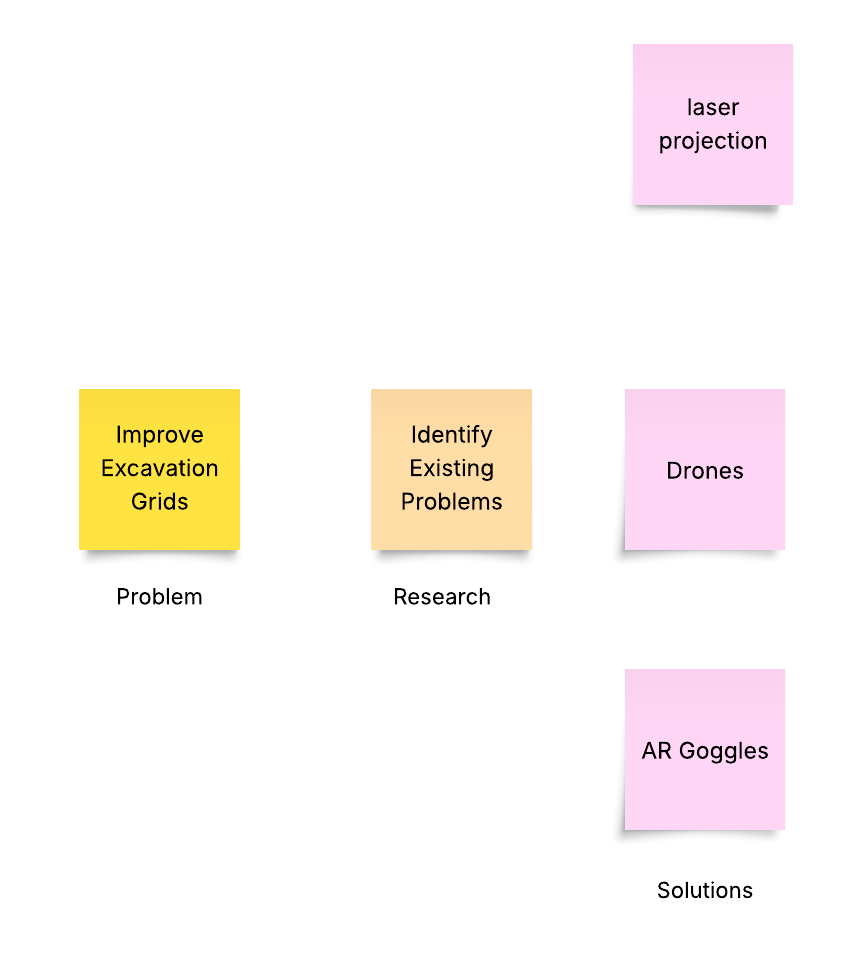 laser
projection
Improve
Excavation
Grids
Problem
Identify
Existing
Problems
Research
Drones
AR Goggles
Solutions